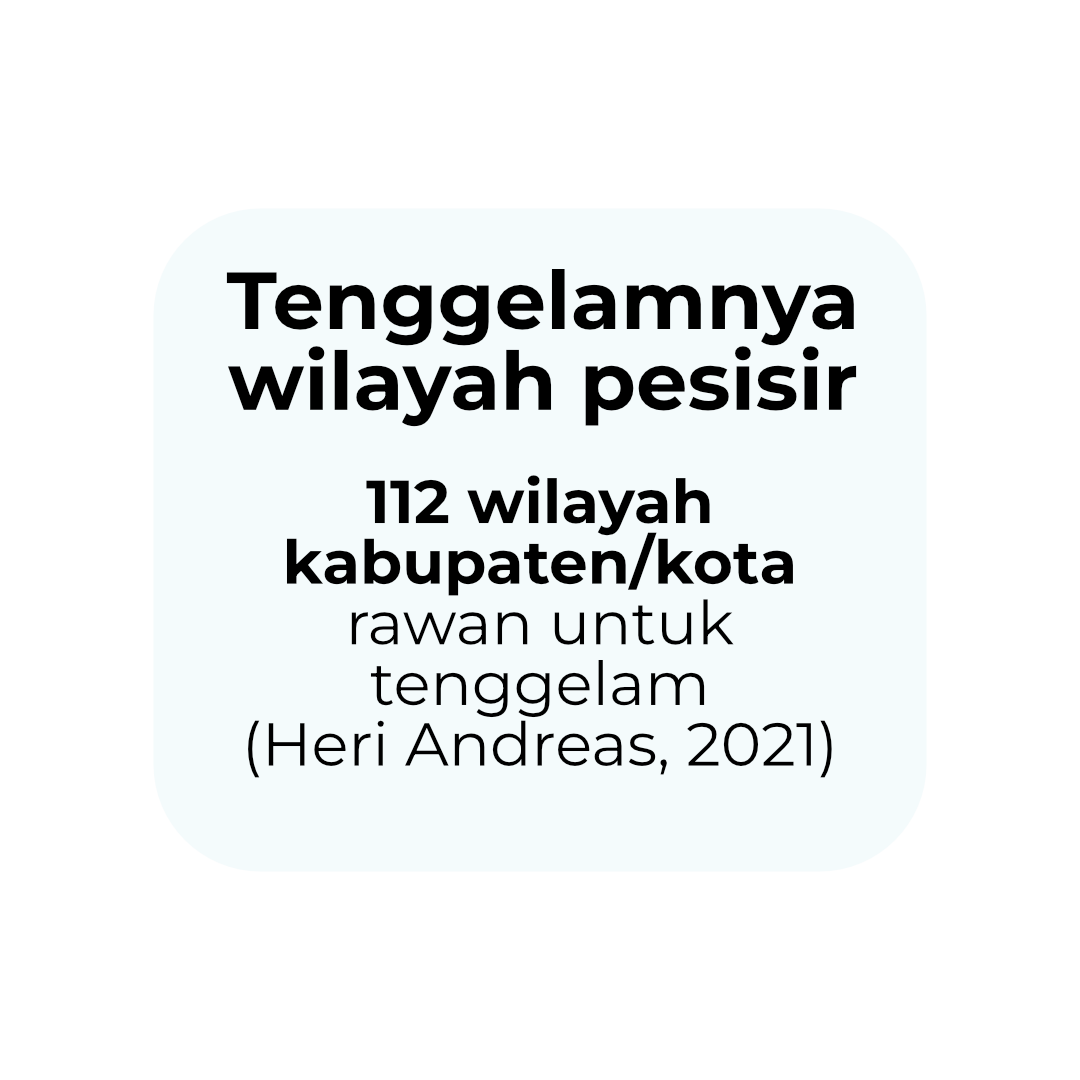 Tenggelamnya
wilayah pesisir
112 wilayah
kabupaten/kota
rawan untuk
tenggelam
(Heri Andreas, 2021)